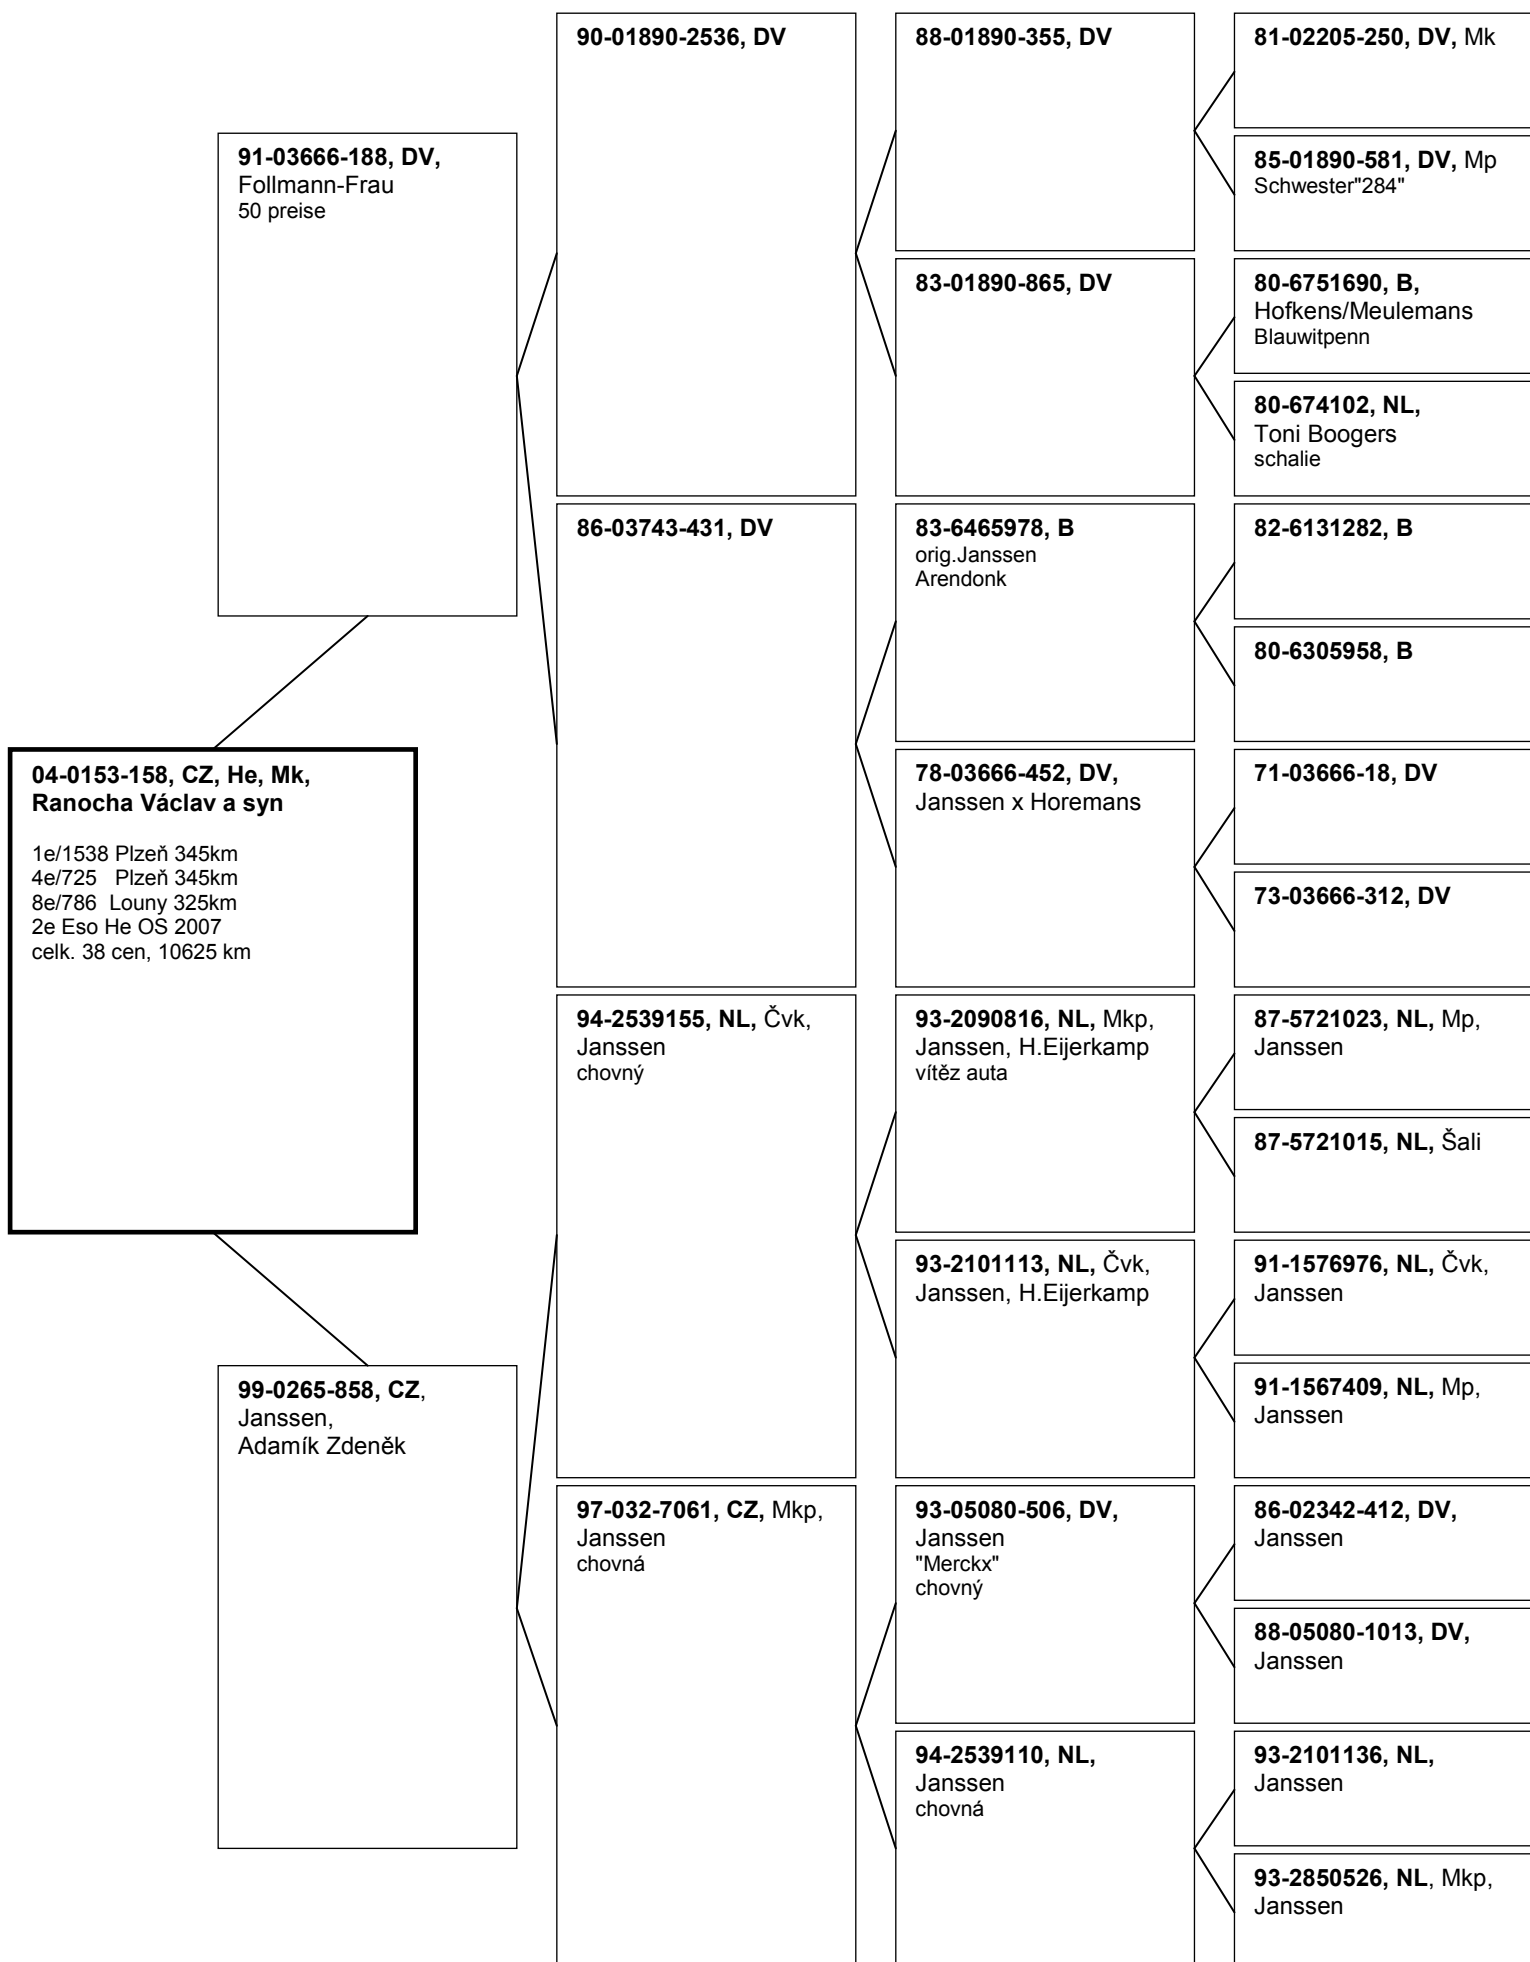 04-0153-158, CZ, He, Mk,
Ranocha Václav a syn
1e/1538 Plzeň 345km
4e/725 Plzeň 345km
8e/786 Louny 325km
2e Eso He OS 2007
celk. 38 cen, 10625 km
91-03666-188, DV,
Follmann-Frau
50 preise
99-0265-858, CZ,
Janssen,
Adamík Zdeněk
90-01890-2536, DV
86-03743-431, DV
94-2539155, NL, Čvk,
Janssen
chovný
97-032-7061, CZ, Mkp,
Janssen
chovná
88-01890-355, DV
83-01890-865, DV
83-6465978, B
orig.Janssen
Arendonk
78-03666-452, DV,
Janssen x Horemans
93-2090816, NL, Mkp,
Janssen, H.Eijerkamp
vítěz auta
93-2101113, NL, Čvk,
Janssen, H.Eijerkamp
93-05080-506, DV,
Janssen
"Merckx"
chovný
94-2539110, NL,
Janssen
chovná
81-02205-250, DV, Mk
85-01890-581, DV, Mp
Schwester"284"
80-6751690, B,
Hofkens/Meulemans
Blauwitpenn
80-674102, NL,
Toni Boogers
schalie
82-6131282, B
80-6305958, B
71-03666-18, DV
73-03666-312, DV
87-5721023, NL, Mp,
Janssen
87-5721015, NL, Šali
91-1576976, NL, Čvk,
Janssen
91-1567409, NL, Mp,
Janssen
86-02342-412, DV,
Janssen
88-05080-1013, DV,
Janssen
93-2101136, NL,
Janssen
93-2850526, NL, Mkp,
Janssen